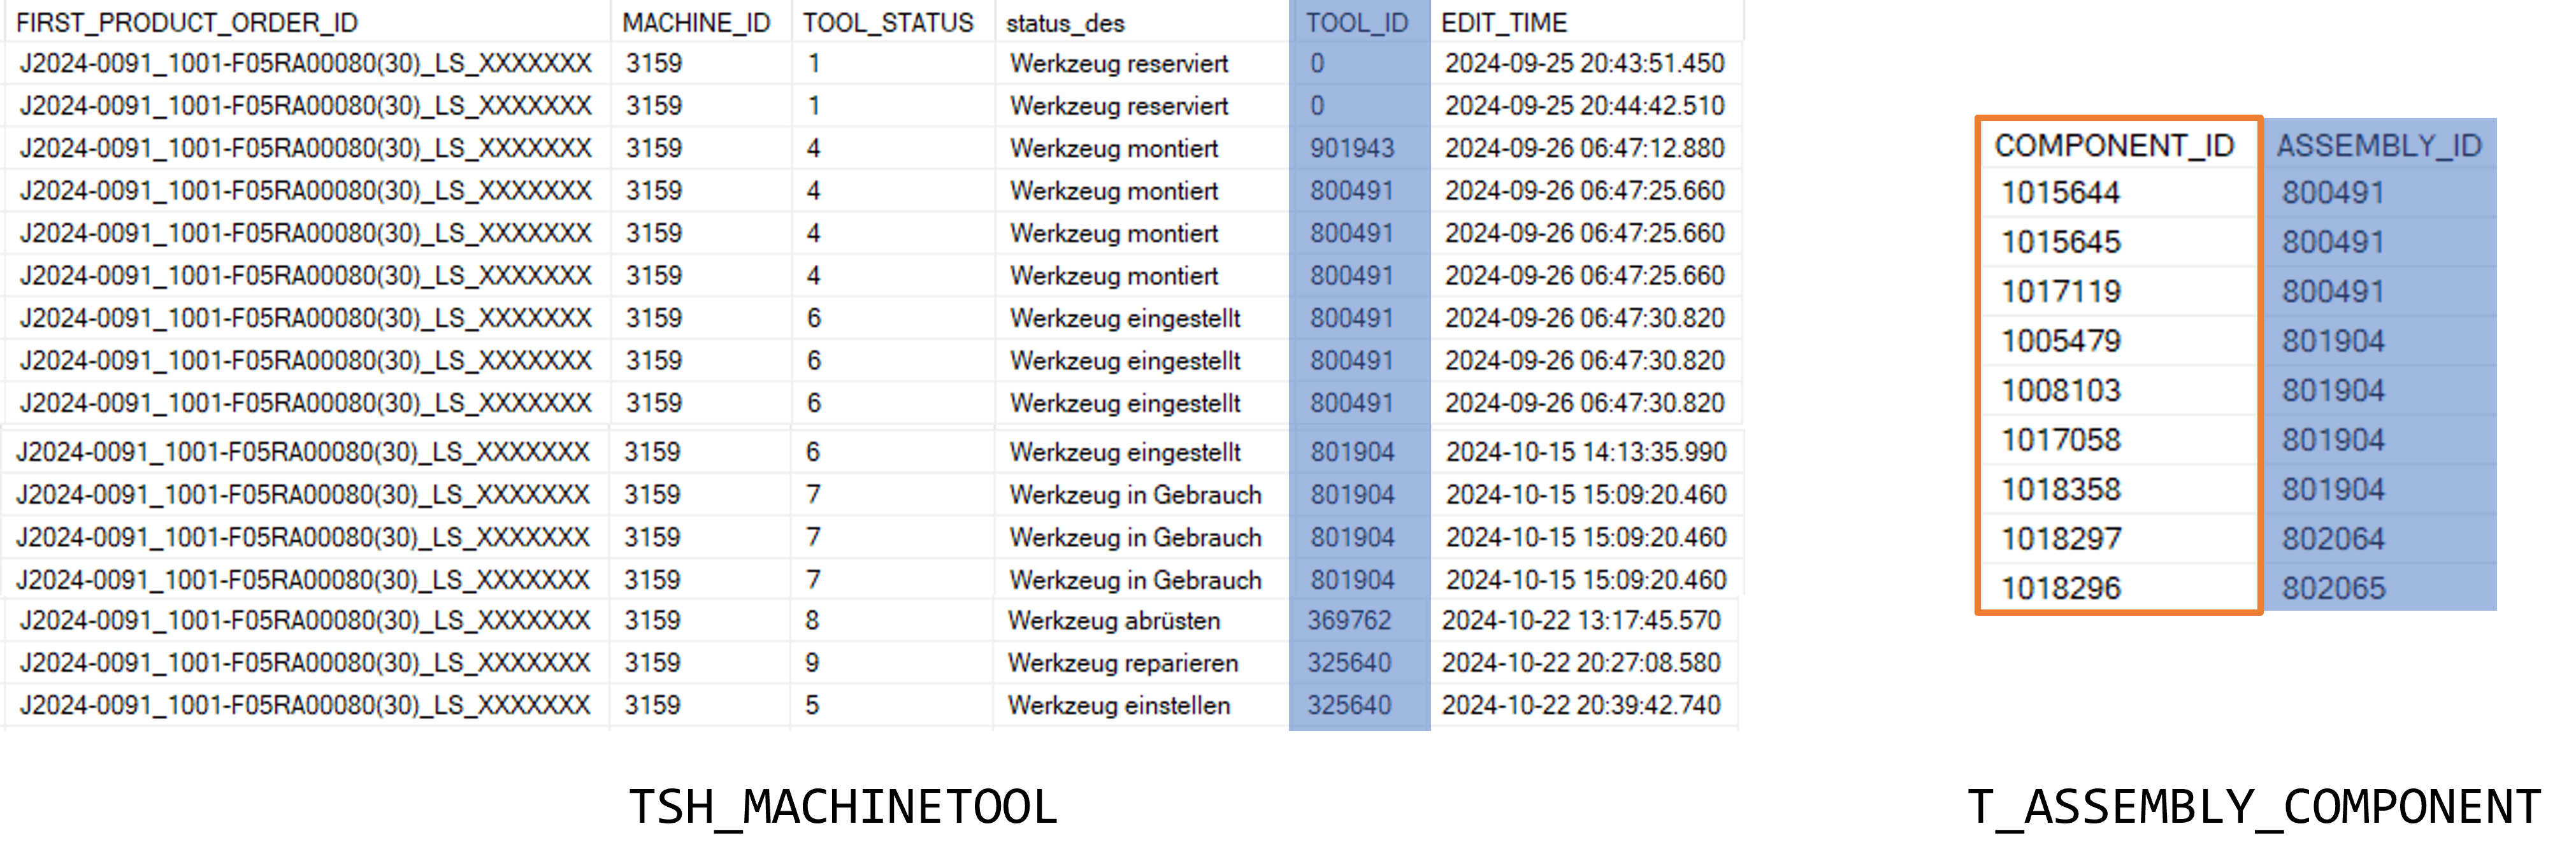 FIRST_PRODUCT_ORDER_ID MACHINE_ID TOOL_STATUS status_des TOOL_ID EDIT_TIME
J2024-0091_1001-F05RA00080(30)_LS_XXXXXXX 3159 1 Werkzeug reserviert 0 2024-09-25 20:43:51.450
J2024-0091_1001-F05RA00080(30)_LS_XXXXXXX 3159 1 Werkzeug reserviert 0 2024-09-25 20:44:42.510
J2024-0091_1001-F05RA00080(30)_LS_XXXXXXX 3159 4 Werkzeug montiert 901943 2024-09-26 06:47:12.880
J2024-0091_1001-F05RA00080(30)_LS_XXXXXXX 3159 4 Werkzeug montiert 800491 2024-09-26 06:47:25.660
J2024-0091_1001-F05RA00080(30)_LS_XXXXXXX 3159 4 Werkzeug montiert 800491 2024-09-26 06:47:25.660
J2024-0091_1001-F05RA00080(30)_LS_XXXXXXX 3159 4 Werkzeug montiert 800491 2024-09-26 06:47:25.660
J2024-0091_1001-F05RA00080(30)_LS_XXXXXXX 3159 6 Werkzeug eingestellt 800491 2024-09-26 06:47:30.820
J2024-0091_1001-F05RA00080(30)_LS_XXXXXXX 3159 6 Werkzeug eingestellt 800491 2024-09-26 06:47:30.820
J2024-0091_1001-F05RA00080(30)_LS_XXXXXXX 3159 6 Werkzeug eingestellt 800491 2024-09-26 06:47:30.820
J2024-0091_1001-F05RA00080(30)_LS_XXXXXXX 3159 6 Werkzeug eingestellt 801904 2024-10-15 14:13:35.990
J2024-0091_1001-F05RA00080(30)_LS_XXXXXXX 3159 7 Werkzeug in Gebrauch 801904 2024-10-15 15:09:20.460
J2024-0091_1001-F05RA00080(30)_LS_XXXXXXX 3159 7 Werkzeug in Gebrauch 801904 2024-10-15 15:09:20.460
J2024-0091_1001-F05RA00080(30)_LS_XXXXXXX 3159 7 Werkzeug in Gebrauch 801904 2024-10-15 15:09:20.460
J2024-0091_1001-F05RA00080(30)_LS_XXXXXXX 3159 8 Werkzeug abrüsten 369762 2024-10-22 13:17:45.570
J2024-0091_1001-F05RA00080(30)_LS_XXXXXXX 3159 9 Werkzeug reparieren 325640 2024-10-22 20:27:08.580
J2024-0091_1001-F05RA00080(30)_LS_XXXXXXX 3159 5 Werkzeug einstellen 325640 2024-10-22 20:39:42.740
TSH_MACHINETOOL
COMPONENT_ID ASSEMBLY_ID
1015644 800491
1015645 800491
1017119 800491
1005479 801904
1008103 801904
1017058 801904
1018358 801904
1018297 802064
1018296 802065
T_ASSEMBLY_COMPONENT